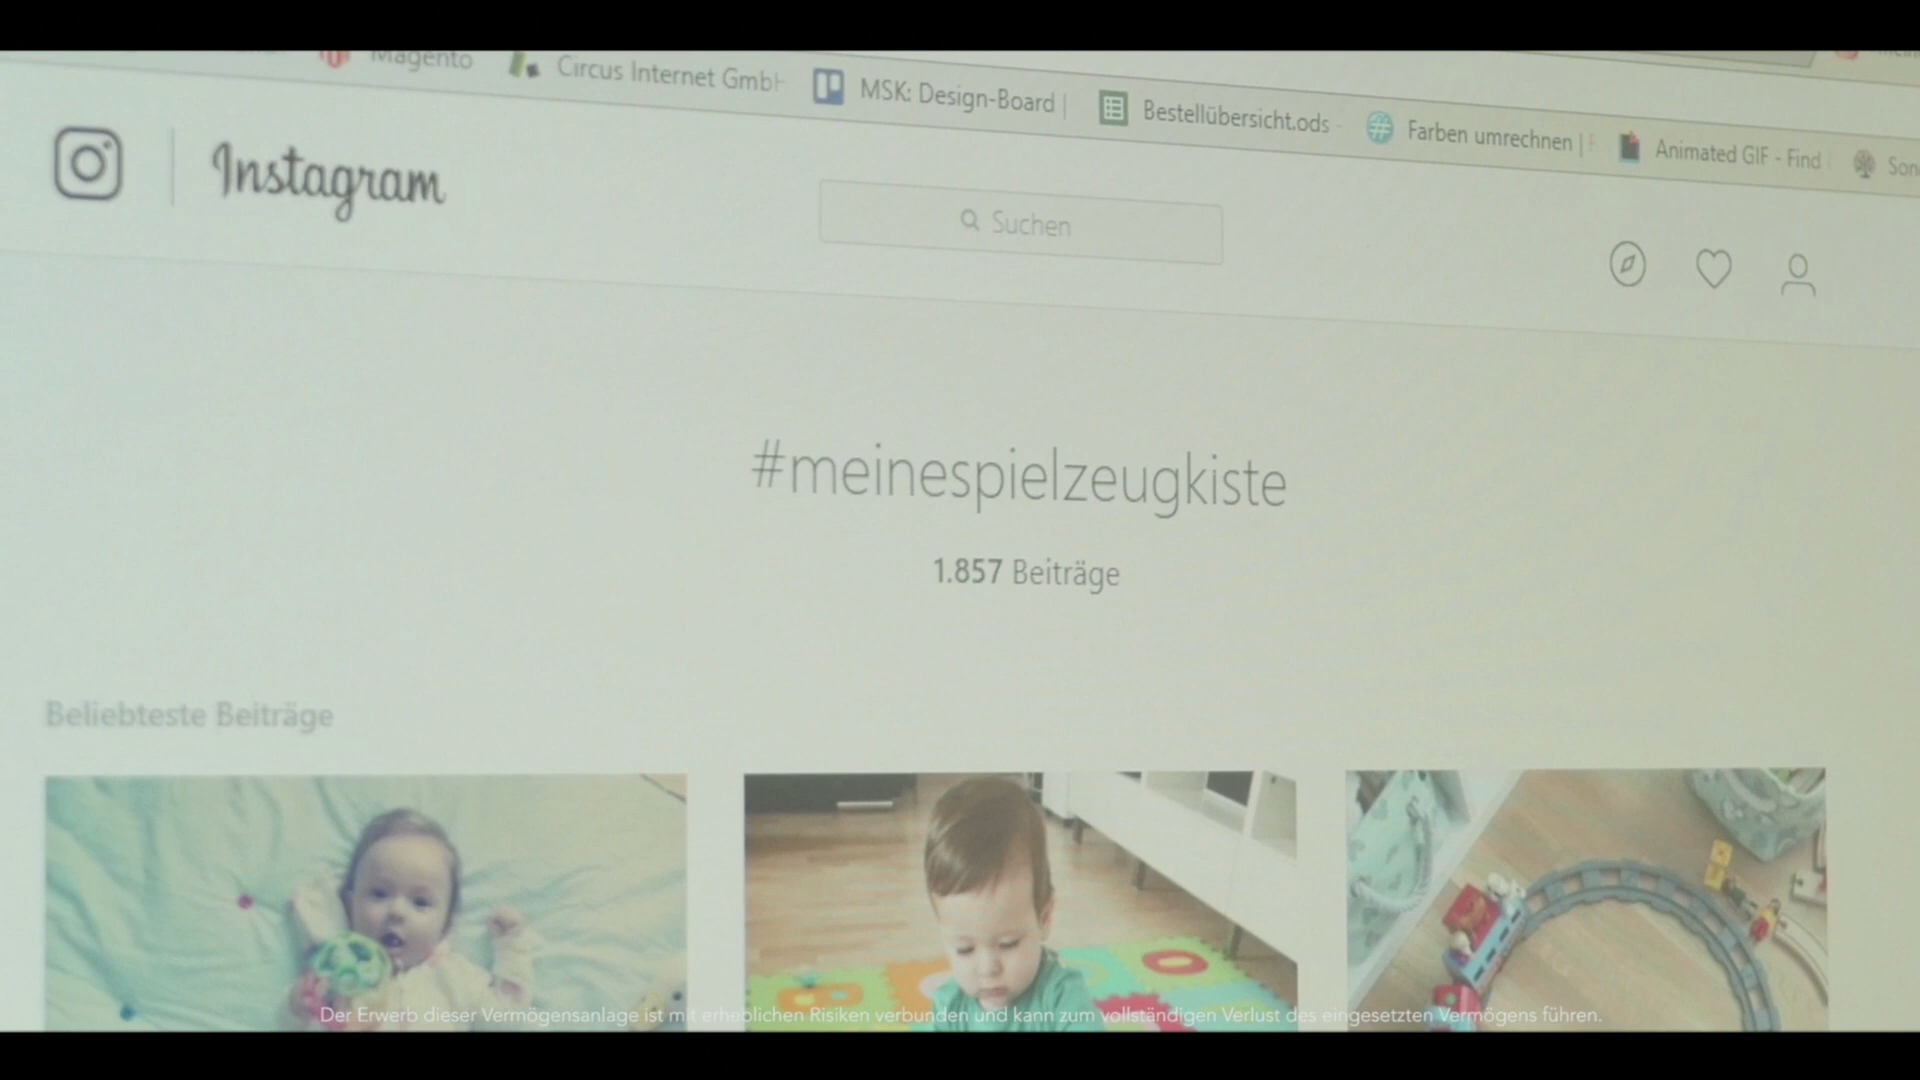 Magento
Circus Internet GmbH
MSK: Design-Board |
Bestellübersicht.ods -
Farben umrechnen |
Animated GIF - Find
Instagram
Suchen
#meinespielzeugkiste
1.857 Beiträge
Beliebteste Beiträge
Der Erwerb dieser Vermögensanlage ist mit erheblichen Risiken verbunden und kann zum vollständigen Verlust des eingesetzten Vermögens führen.